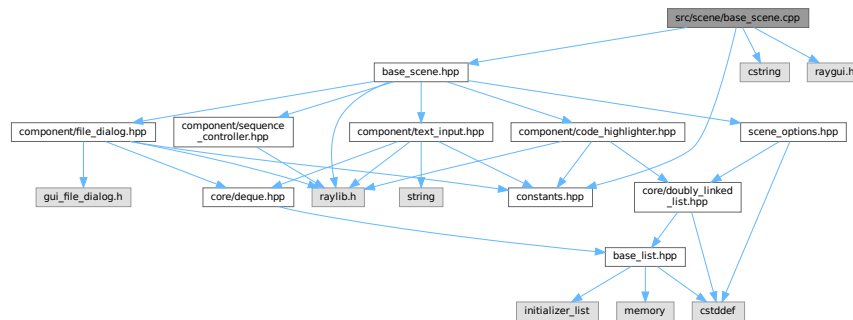 src/scene/base_scene.cpp
base_scene.hpp
cstring
raygui.h
component/file_dialog.hpp
component/sequence
_controller.hpp
component/text_input.hpp
component/code_highlighter.hpp
scene_options.hpp
gui_file_dialog.h
core/deque.hpp
raylib.h
string
constants.hpp
core/doubly_linked
_list.hpp
base_list.hpp
initializer_list
memory
cstddef